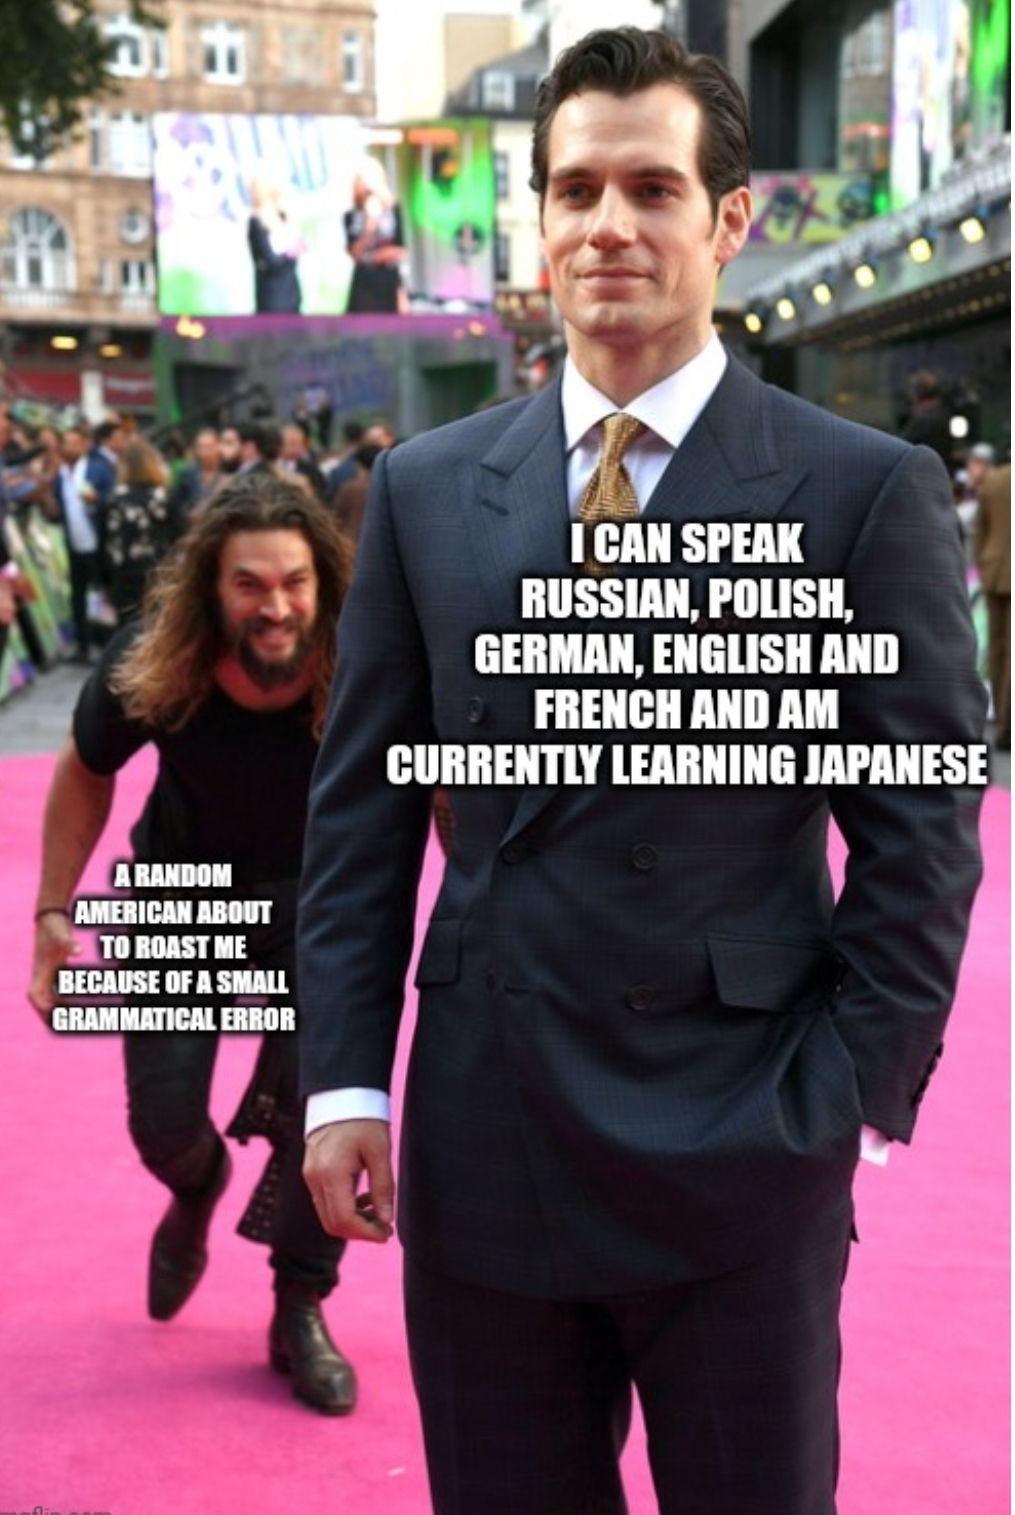 I CAN SPEAK
RUSSIAN, POLISH,
GERMAN, ENGLISH AND
FRENCH AND AM
CURRENTLY LEARNING JAPANESE
A RANDOM
AMERICAN ABOUT
TO ROAST ME
BECAUSE OF A SMALL
GRAMMATICAL ERROR